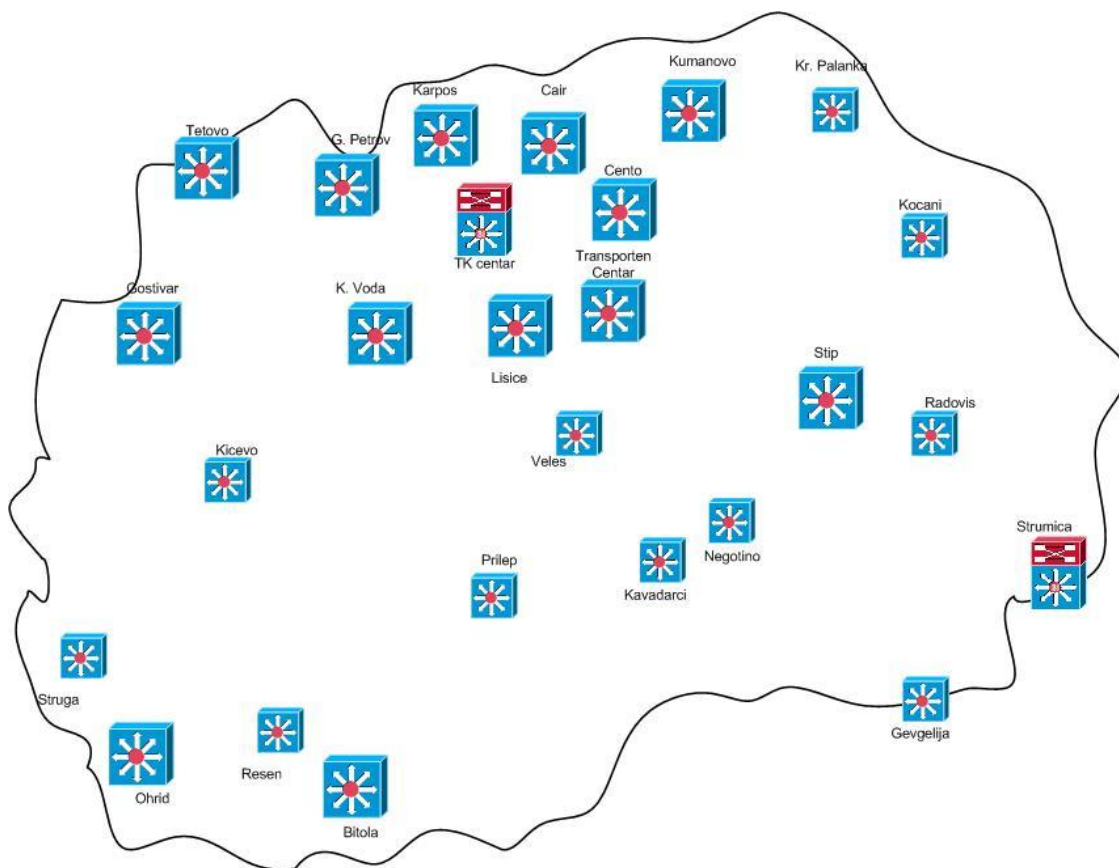 Kumanovo
Kr. Palanka
Karpos
Cair
Tetovo
G. Petrov
Cento
Kocani
TK centar
Transporten
Centar
Gostivar
K. Voda
Lisice
Stip
Radovis
Kicevo
Veles
Strumica
Negotino
Prilep
Kavadarci
Struga
Gevgelija
Resen
Ohrid
Bitola